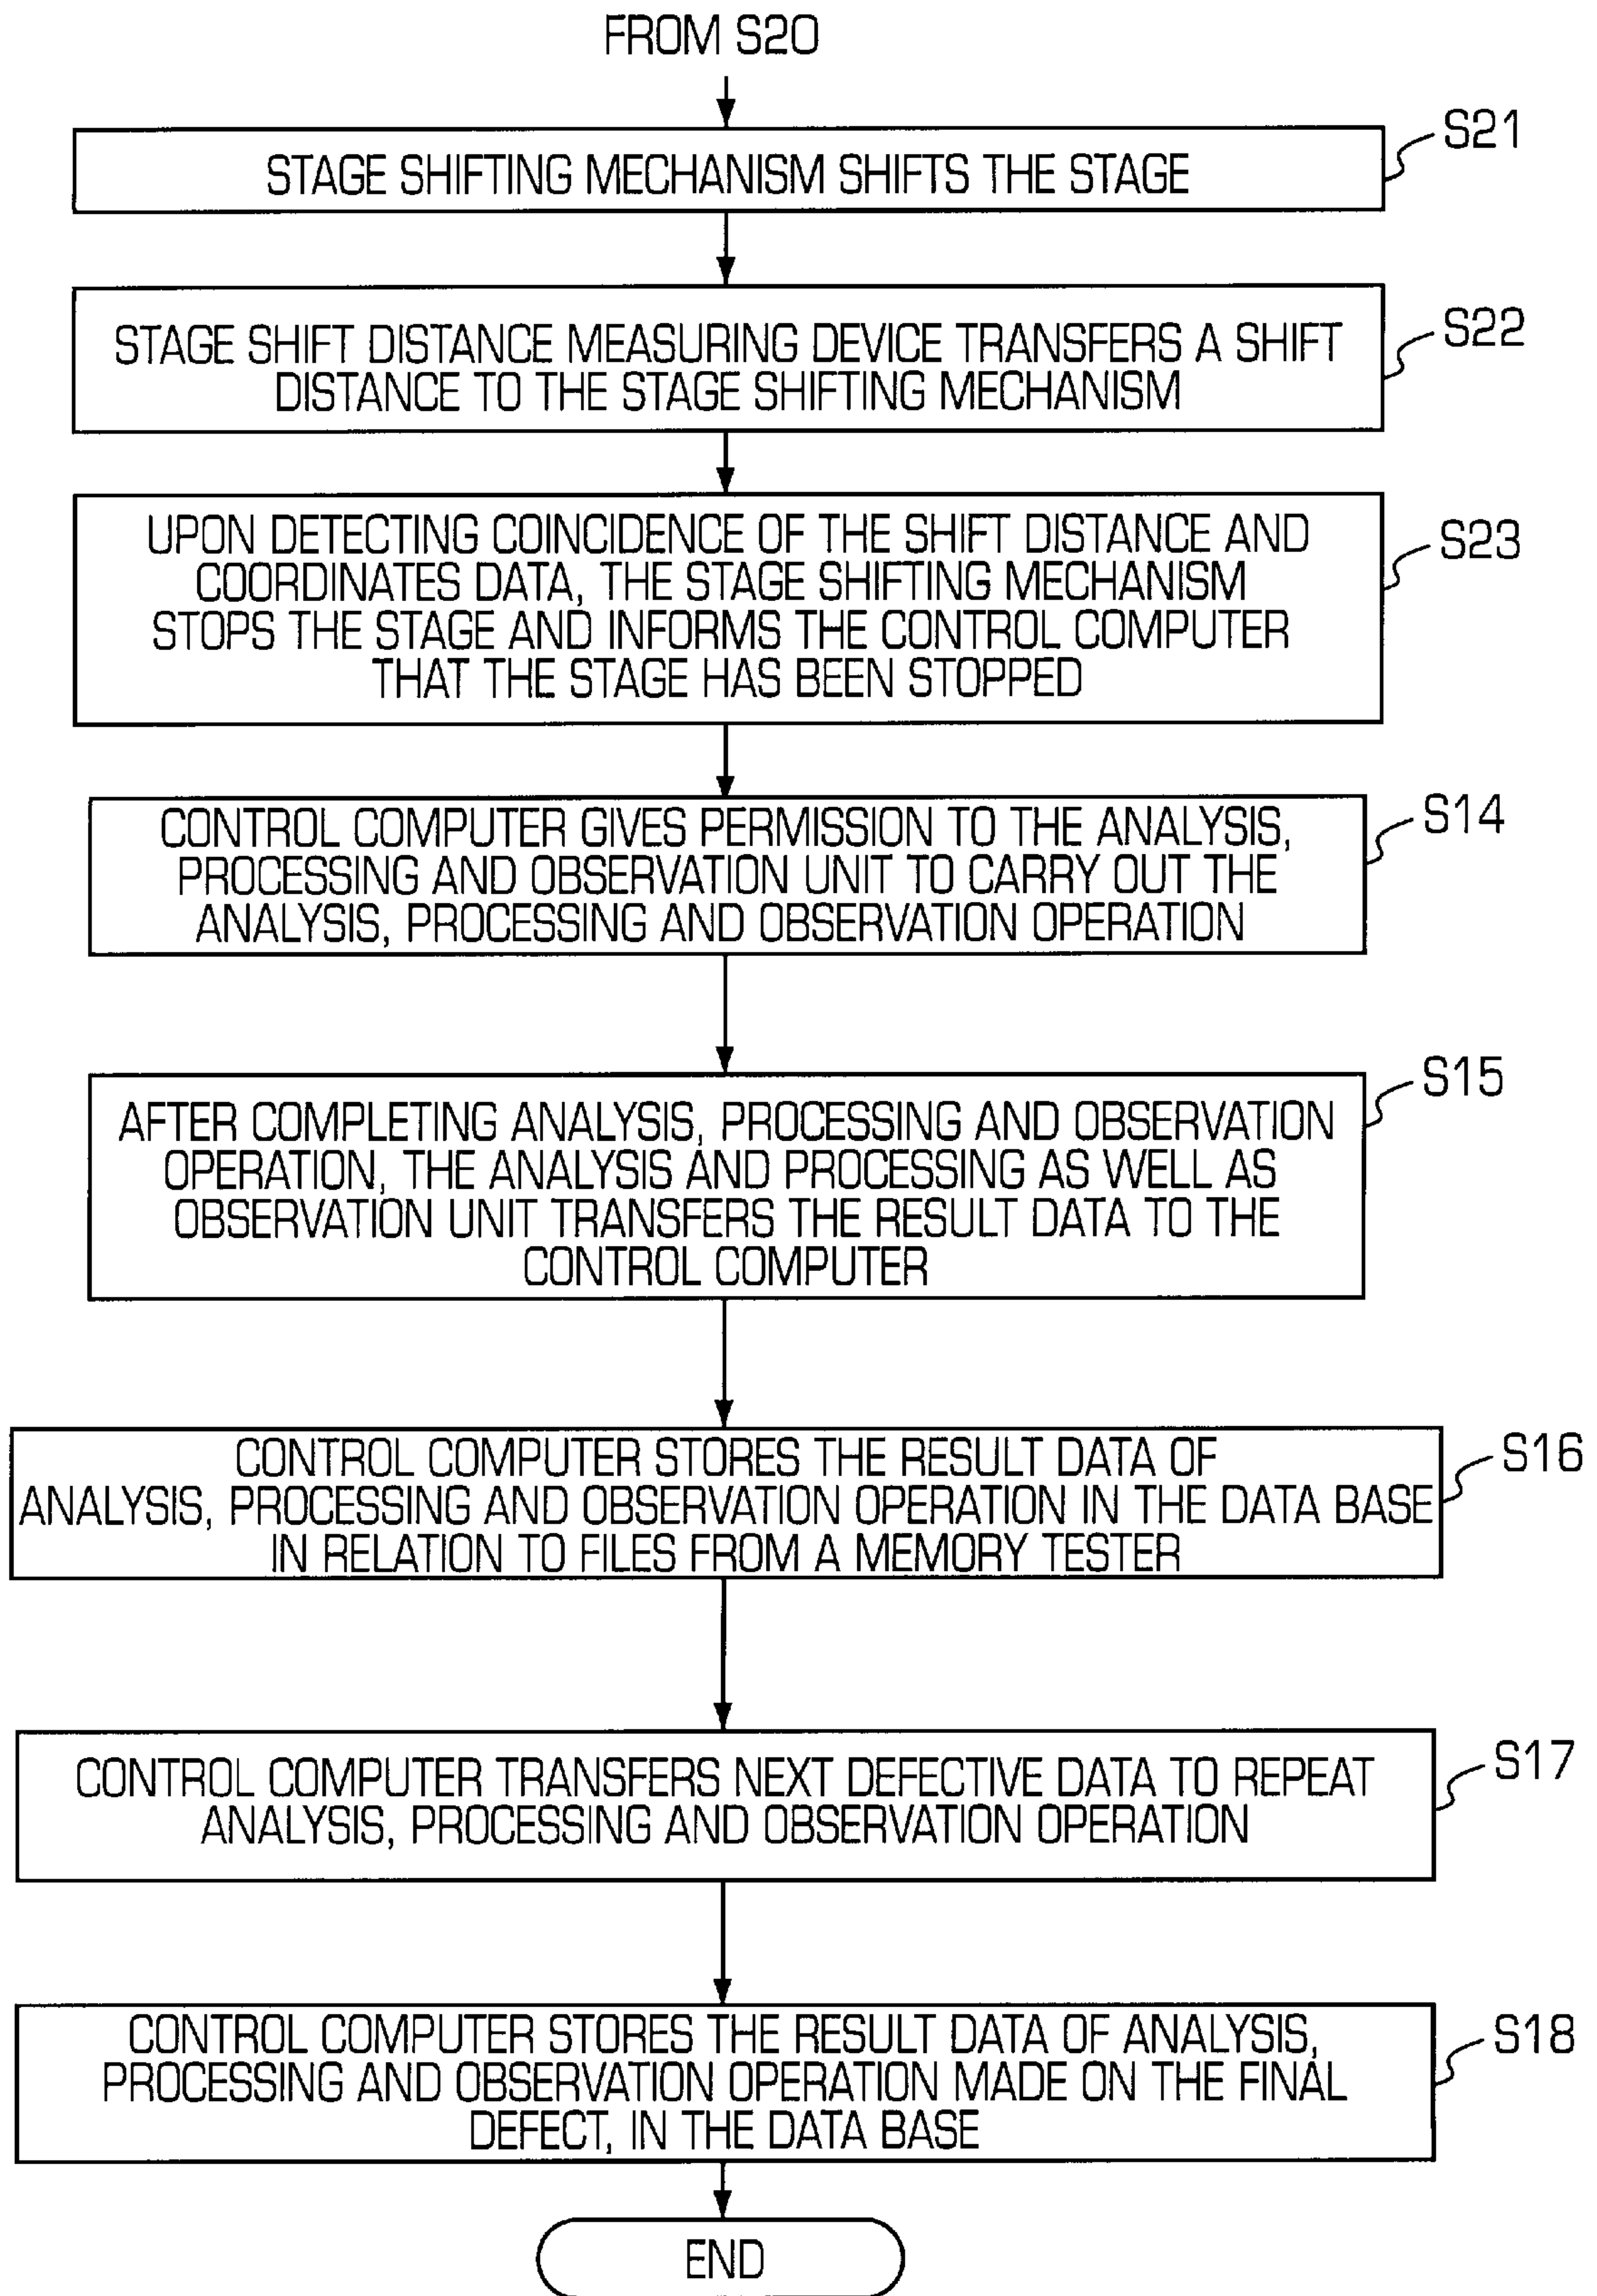 FROM S20
STAGE SHIFTING MECHANISM SHIFTS THE STAGE
S21
STAGE SHIFT DISTANCE MEASURING DEVICE TRANSFERS A SHIFT
DISTANCE TO THE STAGE SHIFTING MECHANISM
S22
UPON DETECTING COINCIDENCE OF THE SHIFT DISTANCE AND
COORDINATES DATA, THE STAGE SHIFTING MECHANISM
STOPS THE STAGE AND INFORMS THE CONTROL COMPUTER
THAT THE STAGE HAS BEEN STOPPED
S23
CONTROL COMPUTER GIVES PERMISSION TO THE ANALYSIS,
PROCESSING AND OBSERVATION UNIT TO CARRY OUT THE
ANALYSIS, PROCESSING AND OBSERVATION OPERATION
S14
AFTER COMPLETING ANALYSIS, PROCESSING AND OBSERVATION
OPERATION, THE ANALYSIS AND PROCESSING AS WELL AS
OBSERVATION UNIT TRANSFERS THE RESULT DATA TO THE
CONTROL COMPUTER
S15
CONTROL COMPUTER STORES THE RESULT DATA OF
ANALYSIS, PROCESSING AND OBSERVATION OPERATION IN THE DATA BASE
IN RELATION TO FILES FROM A MEMORY TESTER
S16
CONTROL COMPUTER TRANSFERS NEXT DEFECTIVE DATA TO REPEAT
ANALYSIS, PROCESSING AND OBSERVATION OPERATION
S17
CONTROL COMPUTER STORES THE RESULT DATA OF ANALYSIS,
PROCESSING AND OBSERVATION OPERATION MADE ON THE FINAL
DEFECT, IN THE DATA BASE
S18
END